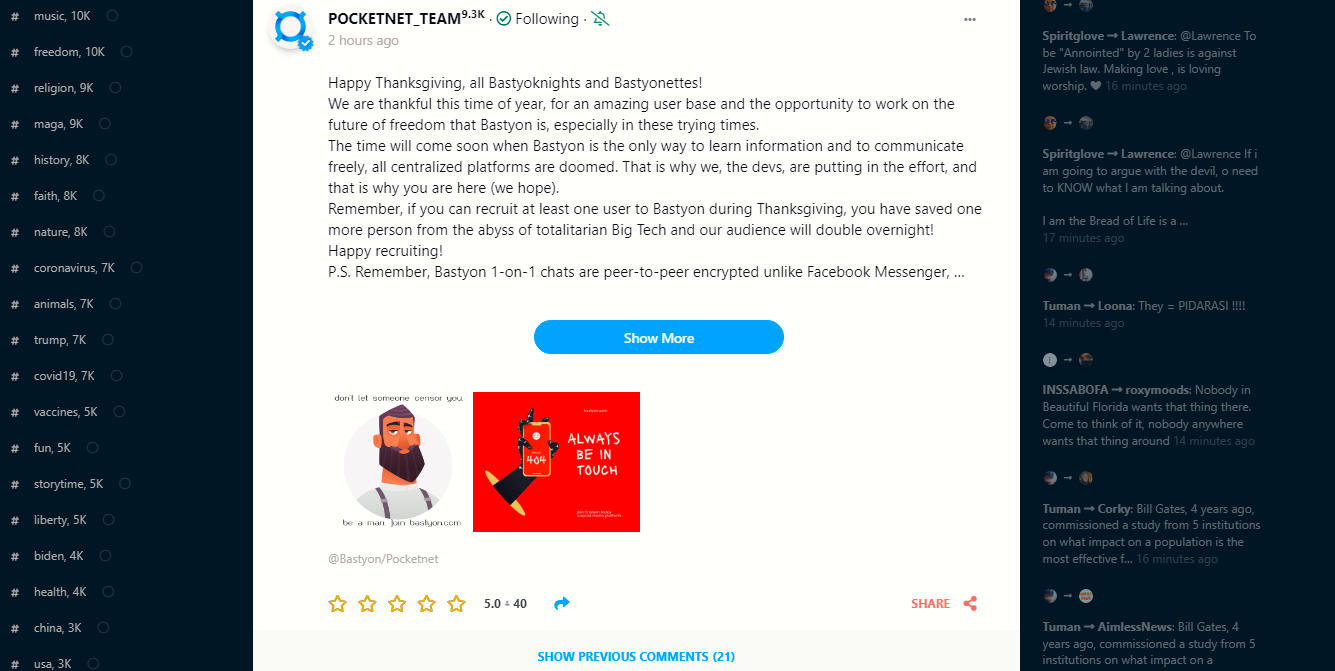 # music, 10K
# freedom, 10K
# religion, 9K
# maga, 9K
# history, 8K
# faith, 8K
# nature, 8K
# coronavirus, 7K
# animals, 7K
# trump, 7K
# covid19, 7K
# vaccines, 5K
# fun, 5K
# storytime, 5K
# liberty, 5K
# biden, 4K
# health, 4K
# china, 3K
# usa, 3K
POCKETNET_TEAM 9.3K · Following ·
2 hours ago
Happy Thanksgiving, all Bastyoknights and Bastyonettes!
We are thankful this time of year, for an amazing user base and the opportunity to work on the
future of freedom that Bastyon is, especially in these trying times.
The time will come soon when Bastyon is the only way to learn information and to communicate
freely, all centralized platforms are doomed. That is why we, the devs, are putting in the effort, and
that is why you are here (we hope).
Remember, if you can recruit at least one user to Bastyon during Thanksgiving, you have saved one
more person from the abyss of totalitarian Big Tech and our audience will double overnight!
Happy recruiting!
P.S. Remember, Bastyon 1-on-1 chats are peer-to-peer encrypted unlike Facebook Messenger, ...
Show More
don't let someone censor you.
be a man. join bastyon.com
bastyon.com
404
ALWAYS
BE IN
TOUCH
@Bastyon/Pocketnet
5.0 40
SHARE
SHOW PREVIOUS COMMENTS (21)
Spiritglove → Lawrence: @Lawrence To
be "Annointed" by 2 ladies is against
Jewish law. Making love , is loving
worship. ♥ 16 minutes ago
Spiritglove → Lawrence: @Lawrence If i
am going to argue with the devil, o need
to KNOW what I am talking about.
I am the Bread of Life is a ...
17 minutes ago
Tuman → Loona: They = PIDARASI !!!!
14 minutes ago
INSSABOFA → roxymoods: Nobody in
Beautiful Florida wants that thing there.
Come to think of it, nobody anywhere
wants that thing around 14 minutes ago
Tuman → Corky: Bill Gates, 4 years ago,
commissioned a study from 5 institutions
on what impact on a population is the
most effective f... 16 minutes ago
Tuman → AimlessNews: Bill Gates, 4
years ago, commissioned a study from 5
institutions on what impact on a